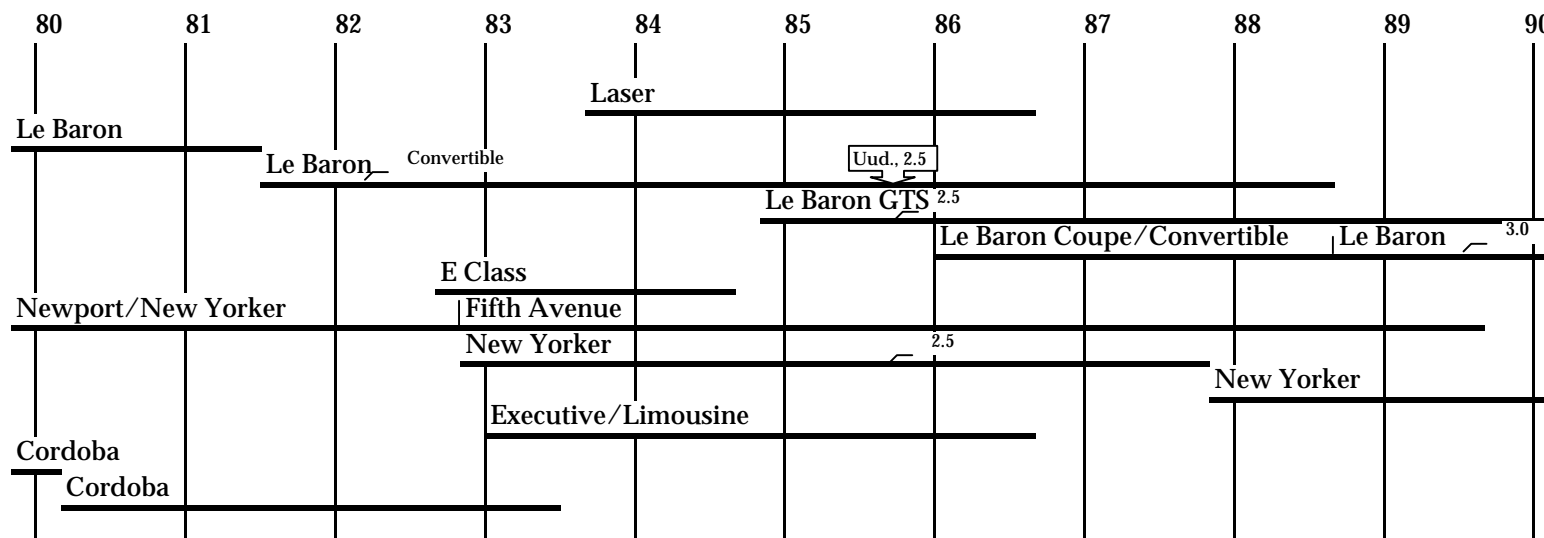 80 81 82 83 84 85 86 87 88 89 90
Laser
Le Baron
Le Baron Convertible Uud., 2.5
Le Baron GTS 2.5
Le Baron Coupe/Convertible Le Baron 3.0
E Class
Newport/New Yorker Fifth Avenue
New Yorker 2.5
New Yorker
Executive/Limousine
Cordoba
Cordoba